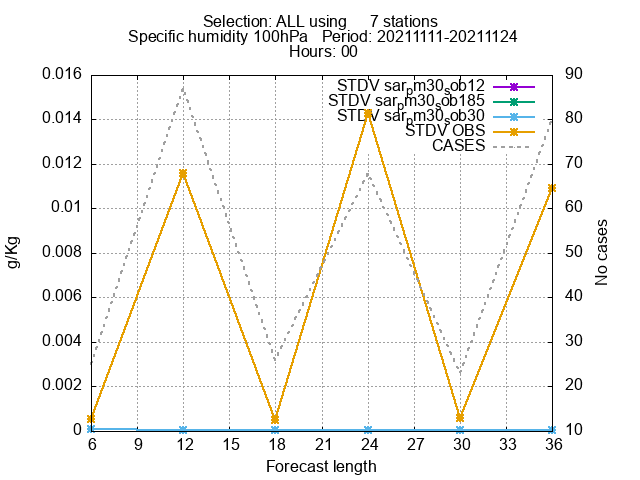 Selection: ALL using 7 stations
Specific humidity 100hPa Period: 20211111-20211124
Hours: 00
0.016 90
STDV sar_pm30_sob12
STDV sar_pm30_sob185
0.014 STDV sar_pm30_sob30 80
STDV OBS
CASES
0.012 70
0.01 60
0.008 50
g/Kg
No cases
0.006 40
0.004 30
0.002 20
0 10
6 9 12 15 18 21 24 27 30 33 36
Forecast length